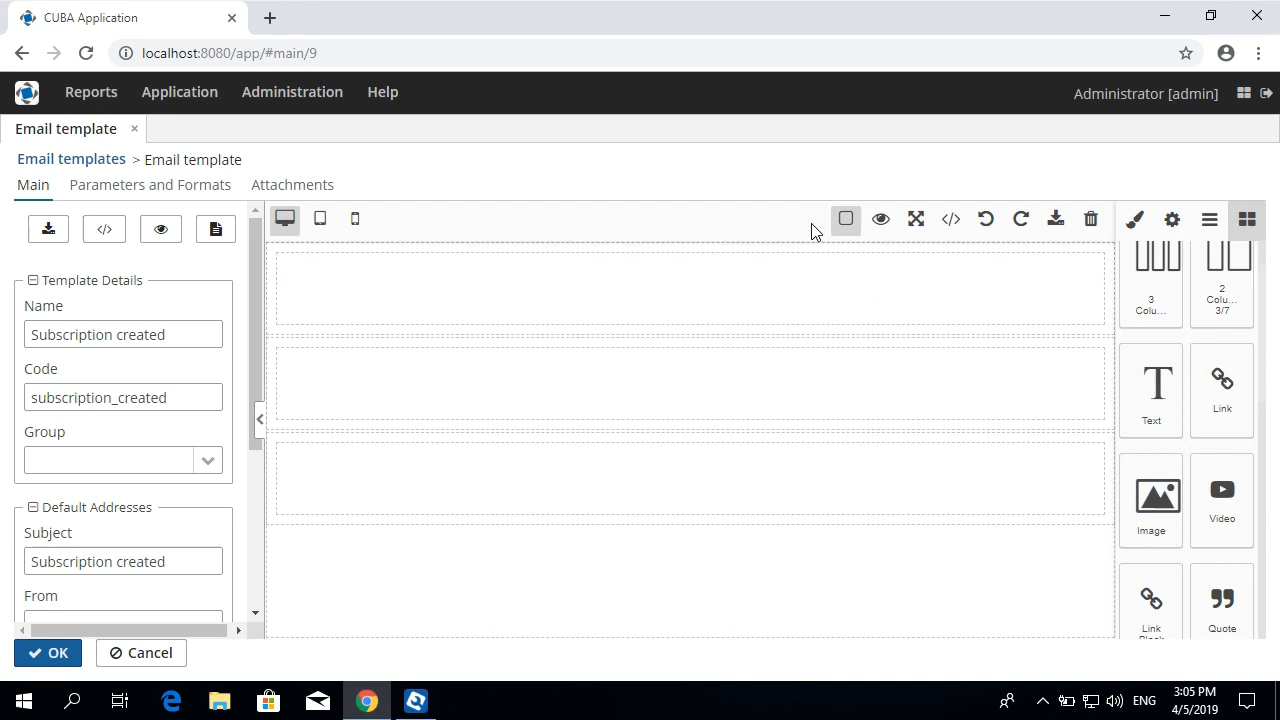 CUBA Application
localhost:8080/app/#main/9
Reports Application Administration Help
Administrator [admin]
Email template
Email templates > Email template
Main Parameters and Formats Attachments
Template Details
Name
Subscription created
Code
subscription_created
Group
Default Addresses
Subject
Subscription created
From
OK
Cancel
3
Colu...
2
Colu...
3/7
Text
Link
Image
Video
Link
Quote
3:05 PM
ENG
4/5/2019